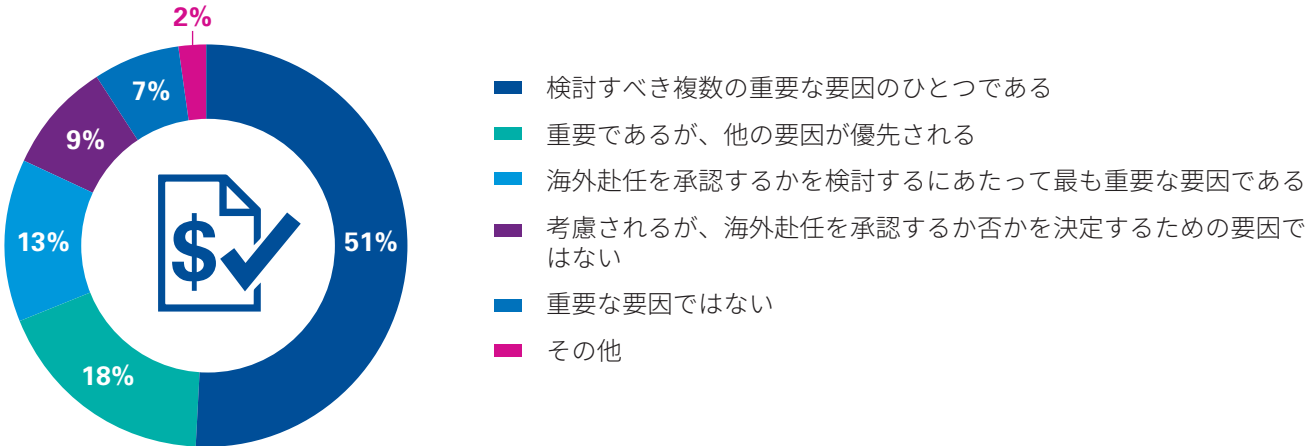 2%
7%
9%
13%
51%
18%
$
検討すべき複数の重要な要因のひとつである
重要であるが、他の要因が優先される
海外赴任を承認するかを検討するにあたって最も重要な要因である
考慮されるが、海外赴任を承認するか否かを決定するための要因で
はない
重要な要因ではない
その他